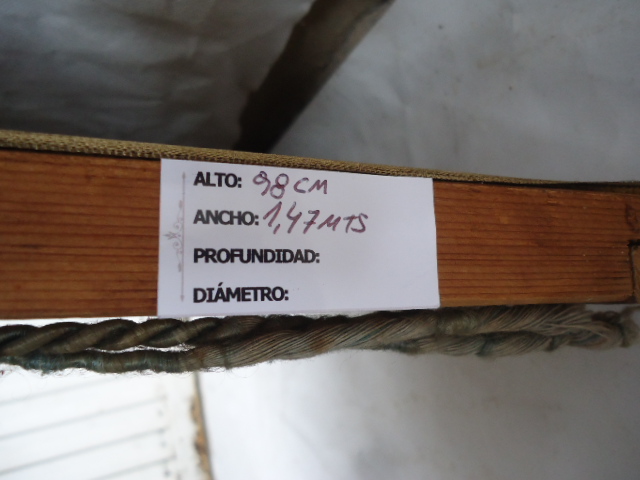 ALTO: 98 CM
ANCHO: 1,47 MTS
PROFUNDIDAD:
DIÁMETRO: